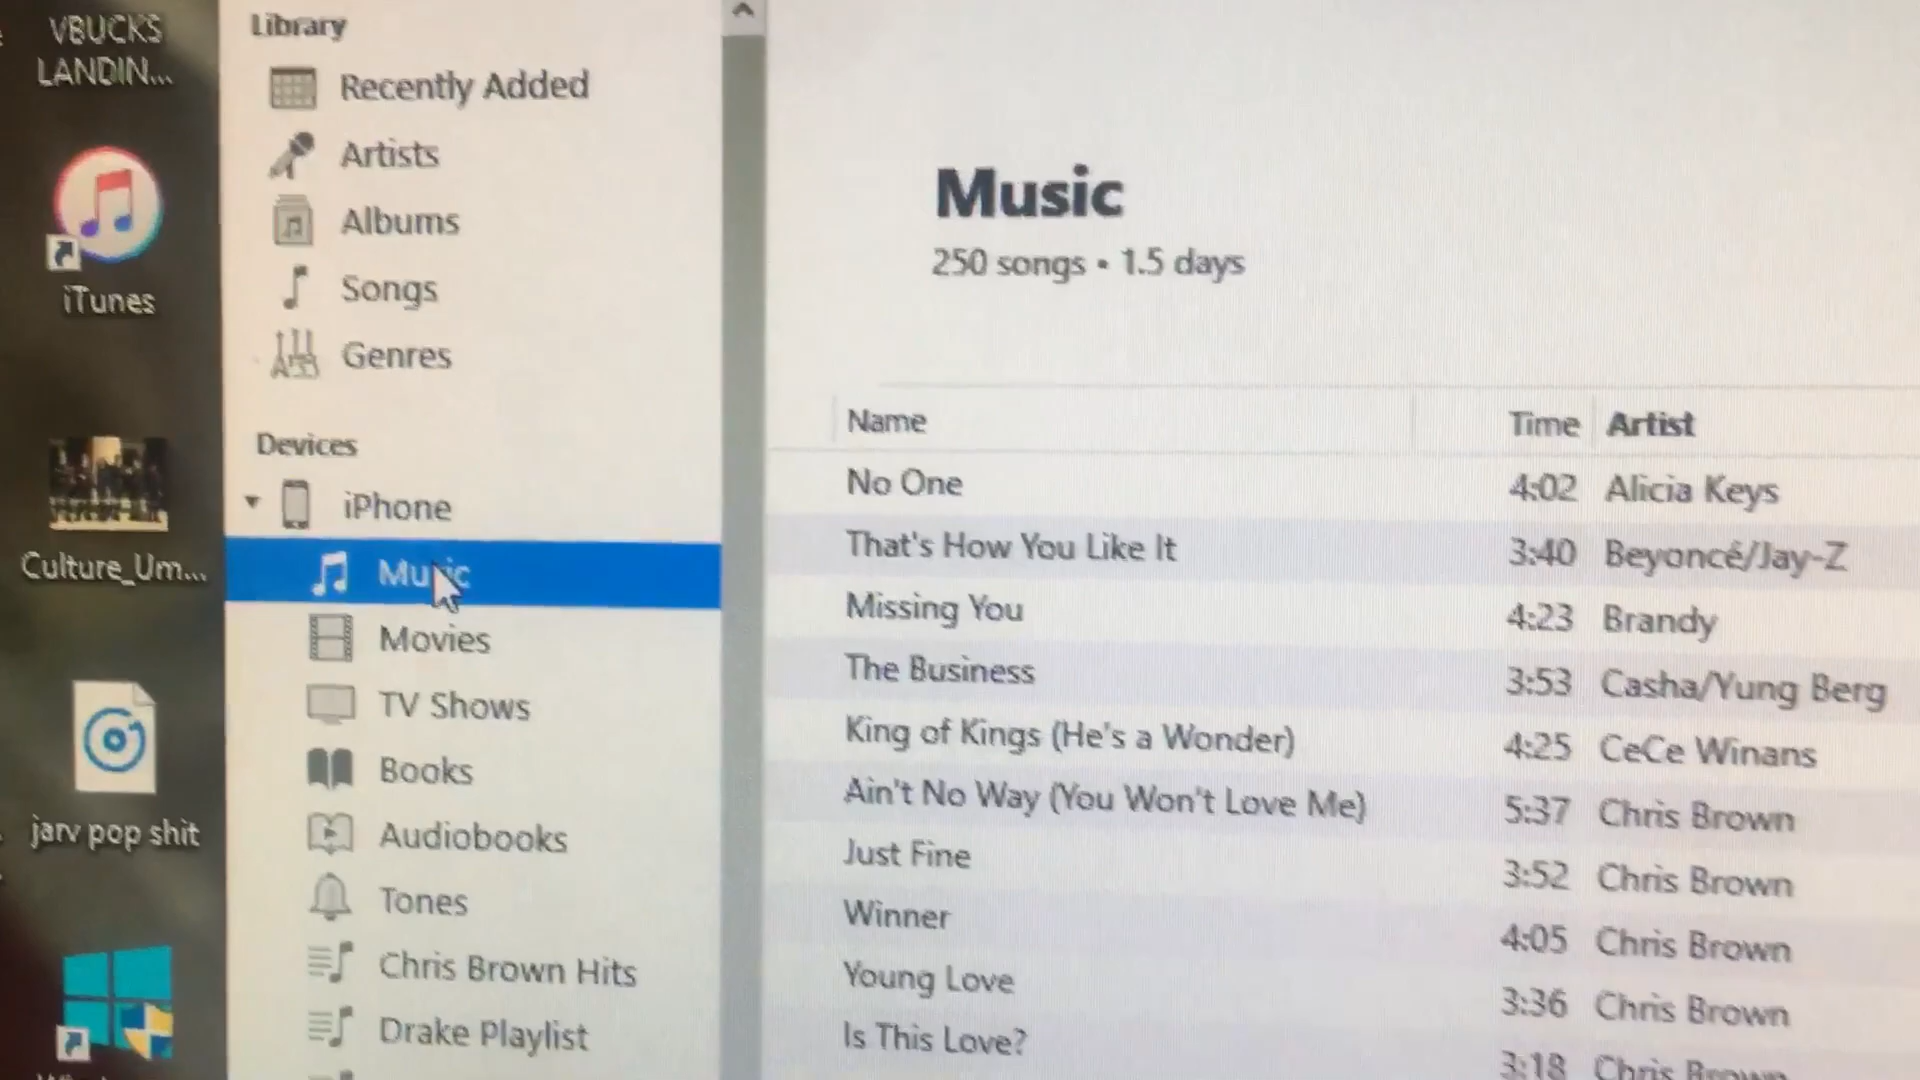 VBUCKS
LANDIN...
iTunes
Culture_Um...
jarv pop shit
Library
Recently Added
Artists
Albums
Songs
Genres
Devices
iPhone
Music
Movies
TV Shows
Books
Audiobooks
Tones
Chris Brown Hits
Drake Playlist
Music
250 songs • 1.5 days
Name Time Artist
No One 4:02 Alicia Keys
That's How You Like It 3:40 Beyoncé/Jay-Z
Missing You 4:23 Brandy
The Business 3:53 Casha/Yung Berg
King of Kings (He's a Wonder) 4:25 CeCe Winans
Ain't No Way (You Won't Love Me) 5:37 Chris Brown
Just Fine 3:52 Chris Brown
Winner 4:05 Chris Brown
Young Love 3:36 Chris Brown
Is This Love? 3:18 Chris Brown